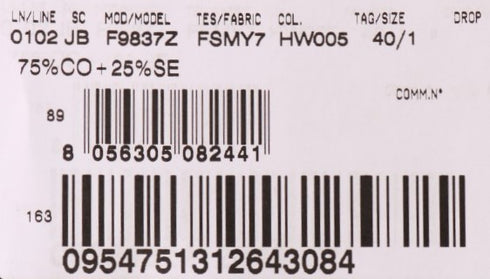 LN/LINE SC MOD/MODEL TES/FABRIC COL. TAG/SIZE DROP
0102 JB F9837Z FSMY7 HW005 40/1
75%CO+25%SE
COMM.N*
89
8 056305 082441
163
0954751312643084